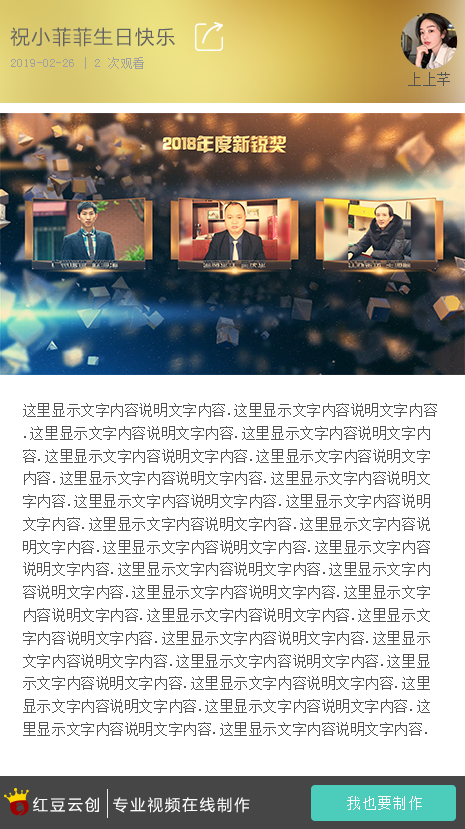 祝小菲菲生日快乐
2019-02-26 | 2 次观看
上上芊
2018年度新锐奖
这里显示文字内容说明文字内容.这里显示文字内容说明文字内容
.这里显示文字内容说明文字内容.这里显示文字内容说明文字内
容.这里显示文字内容说明文字内容.这里显示文字内容说明文字
内容.这里显示文字内容说明文字内容.这里显示文字内容说明文
字内容.这里显示文字内容说明文字内容.这里显示文字内容说明
文字内容.这里显示文字内容说明文字内容.这里显示文字内容说
明文字内容.这里显示文字内容说明文字内容.这里显示文字内容
说明文字内容.这里显示文字内容说明文字内容.这里显示文字内
容说明文字内容.这里显示文字内容说明文字内容.这里显示文字
内容说明文字内容.这里显示文字内容说明文字内容.这里显示文
字内容说明文字内容.这里显示文字内容说明文字内容.这里显示
文字内容说明文字内容.这里显示文字内容说明文字内容.这里显
示文字内容说明文字内容.这里显示文字内容说明文字内容.这里
显示文字内容说明文字内容.这里显示文字内容说明文字内容.这
里显示文字内容说明文字内容.这里显示文字内容说明文字内容.
红豆云创 | 专业视频在线制作
我也要制作